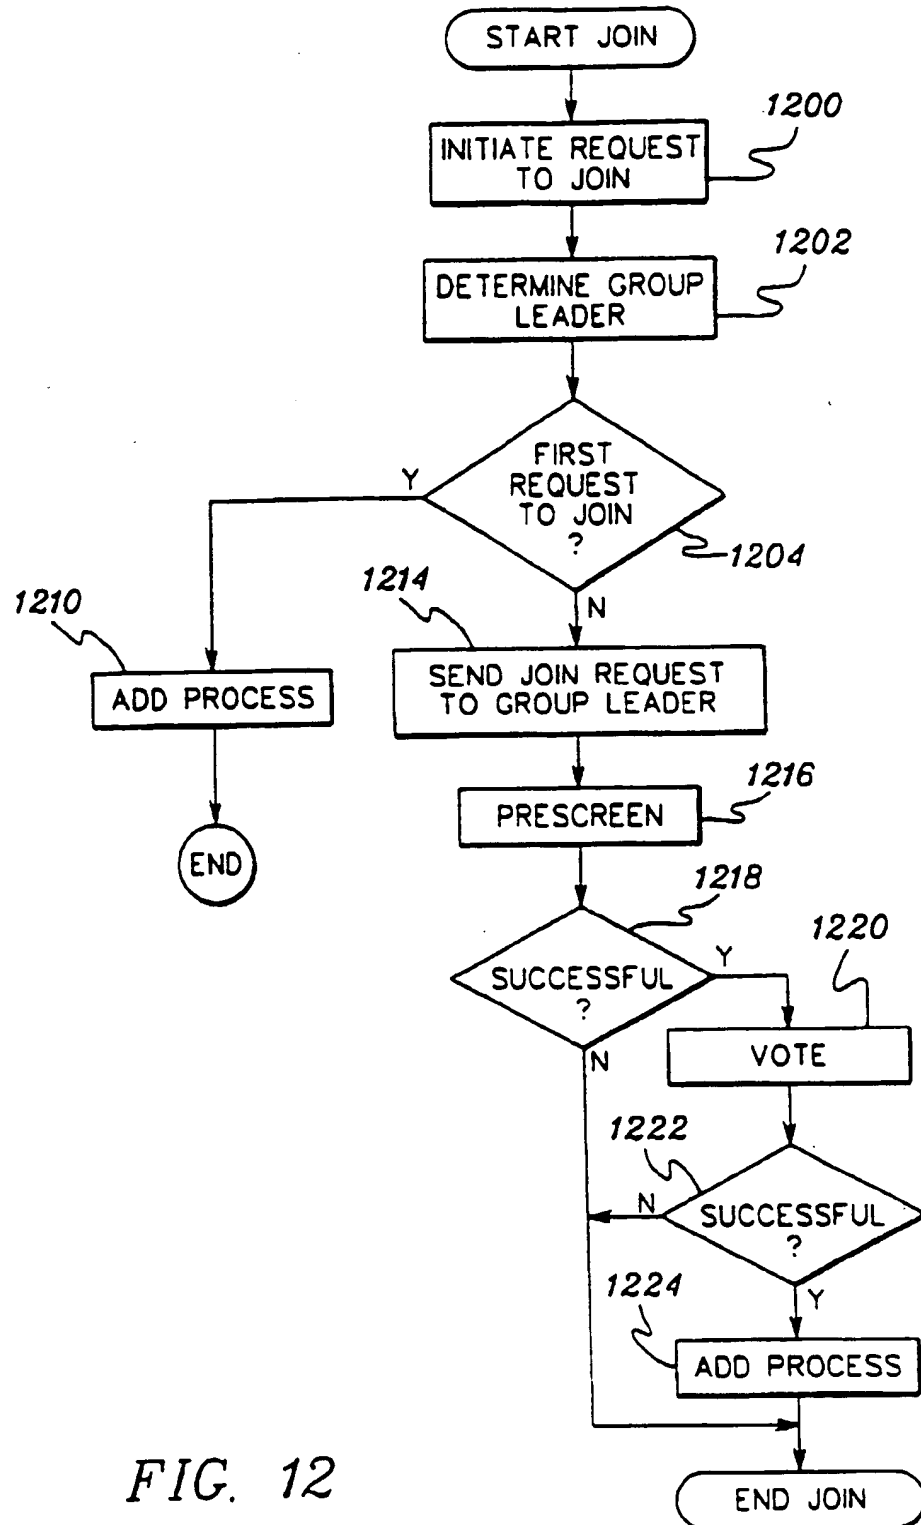 START JOIN
1200
INITIATE REQUEST
TO JOIN
1202
DETERMINE GROUP
LEADER
FIRST
REQUEST
TO JOIN
?
Y
1204
N
1210
1214
ADD PROCESS
SEND JOIN REQUEST
TO GROUP LEADER
1216
PRESCREEN
END
1218
SUCCESSFUL
?
Y
N
1220
VOTE
1222
N
SUCCESSFUL
?
Y
1224
ADD PROCESS
END JOIN
FIG. 12